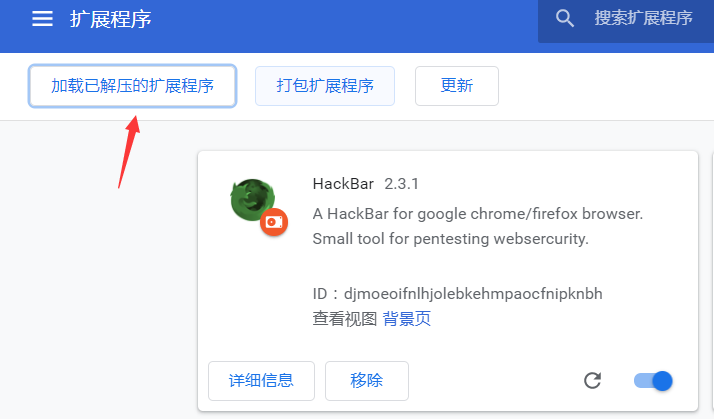 扩展程序
搜索扩展程序
加载已解压的扩展程序
打包扩展程序
更新
HackBar 2.3.1
A HackBar for google chrome/firefox browser.
Small tool for pentesting websercurity.
ID：djmoeoifnlhjolebkehmpaocfnipknbh
查看视图 背景页
详细信息
移除